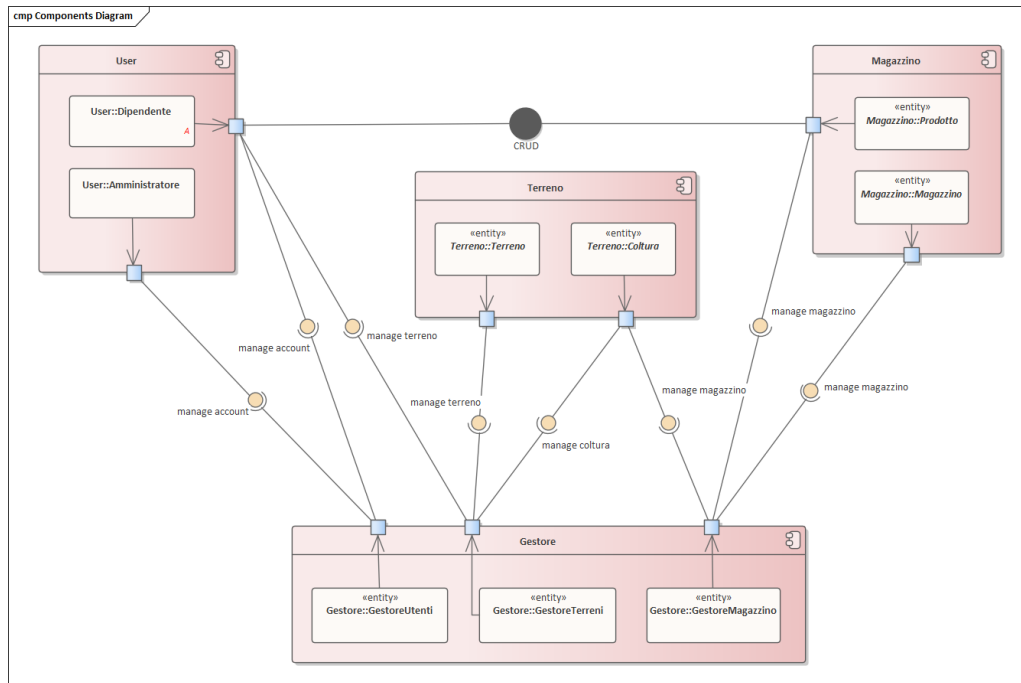 cmp Components Diagram
User
User::Dipendente
A
User::Amministratore
CRUD
Magazzino
«entity»
Magazzino::Prodotto
«entity»
Magazzino::Magazzino
Terreno
«entity»
Terreno::Terreno
«entity»
Terreno::Coltura
manage account
manage terreno
manage magazzino
manage account
manage terreno
manage magazzino
manage magazzino
manage coltura
Gestore
«entity»
Gestore::GestoreUtenti
«entity»
Gestore::GestoreTerreni
«entity»
Gestore::GestoreMagazzino